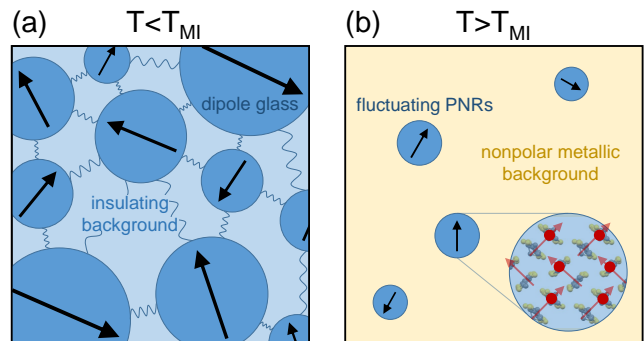 (a) T<T_MI
dipole glass
insulating
background
(b) T>T_MI
fluctuating PNRs
nonpolar metallic
background